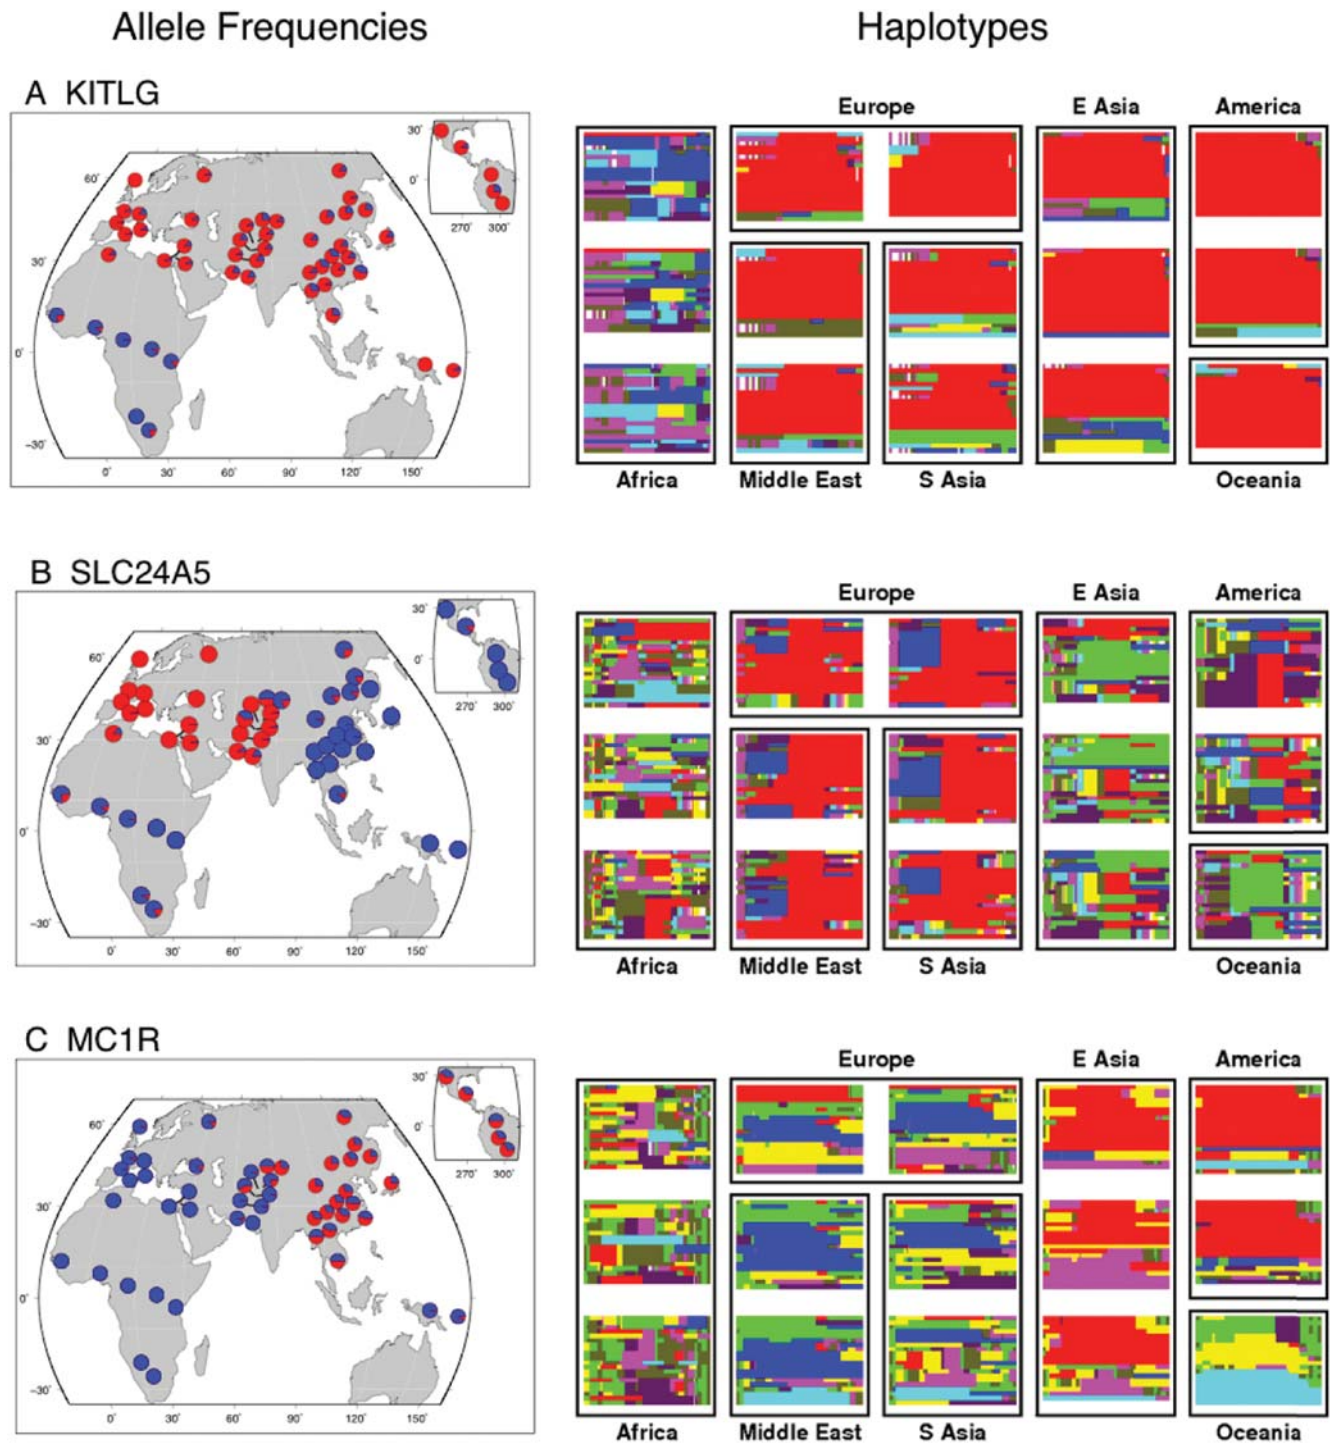 Allele Frequencies
Haplotypes
A KITLG
Europe
E Asia
America
30˚
0˚
270˚ 300˚
60˚
30˚
0˚
−30˚
0˚ 30˚ 60˚ 90˚ 120˚ 150˚
Africa
Middle East
S Asia
Oceania
B SLC24A5
Europe
E Asia
America
30˚
0˚
270˚ 300˚
60˚
30˚
0˚
−30˚
0˚ 30˚ 60˚ 90˚ 120˚ 150˚
Africa
Middle East
S Asia
Oceania
C MC1R
Europe
E Asia
America
30˚
0˚
270˚ 300˚
60˚
30˚
0˚
−30˚
0˚ 30˚ 60˚ 90˚ 120˚ 150˚
Africa
Middle East
S Asia
Oceania